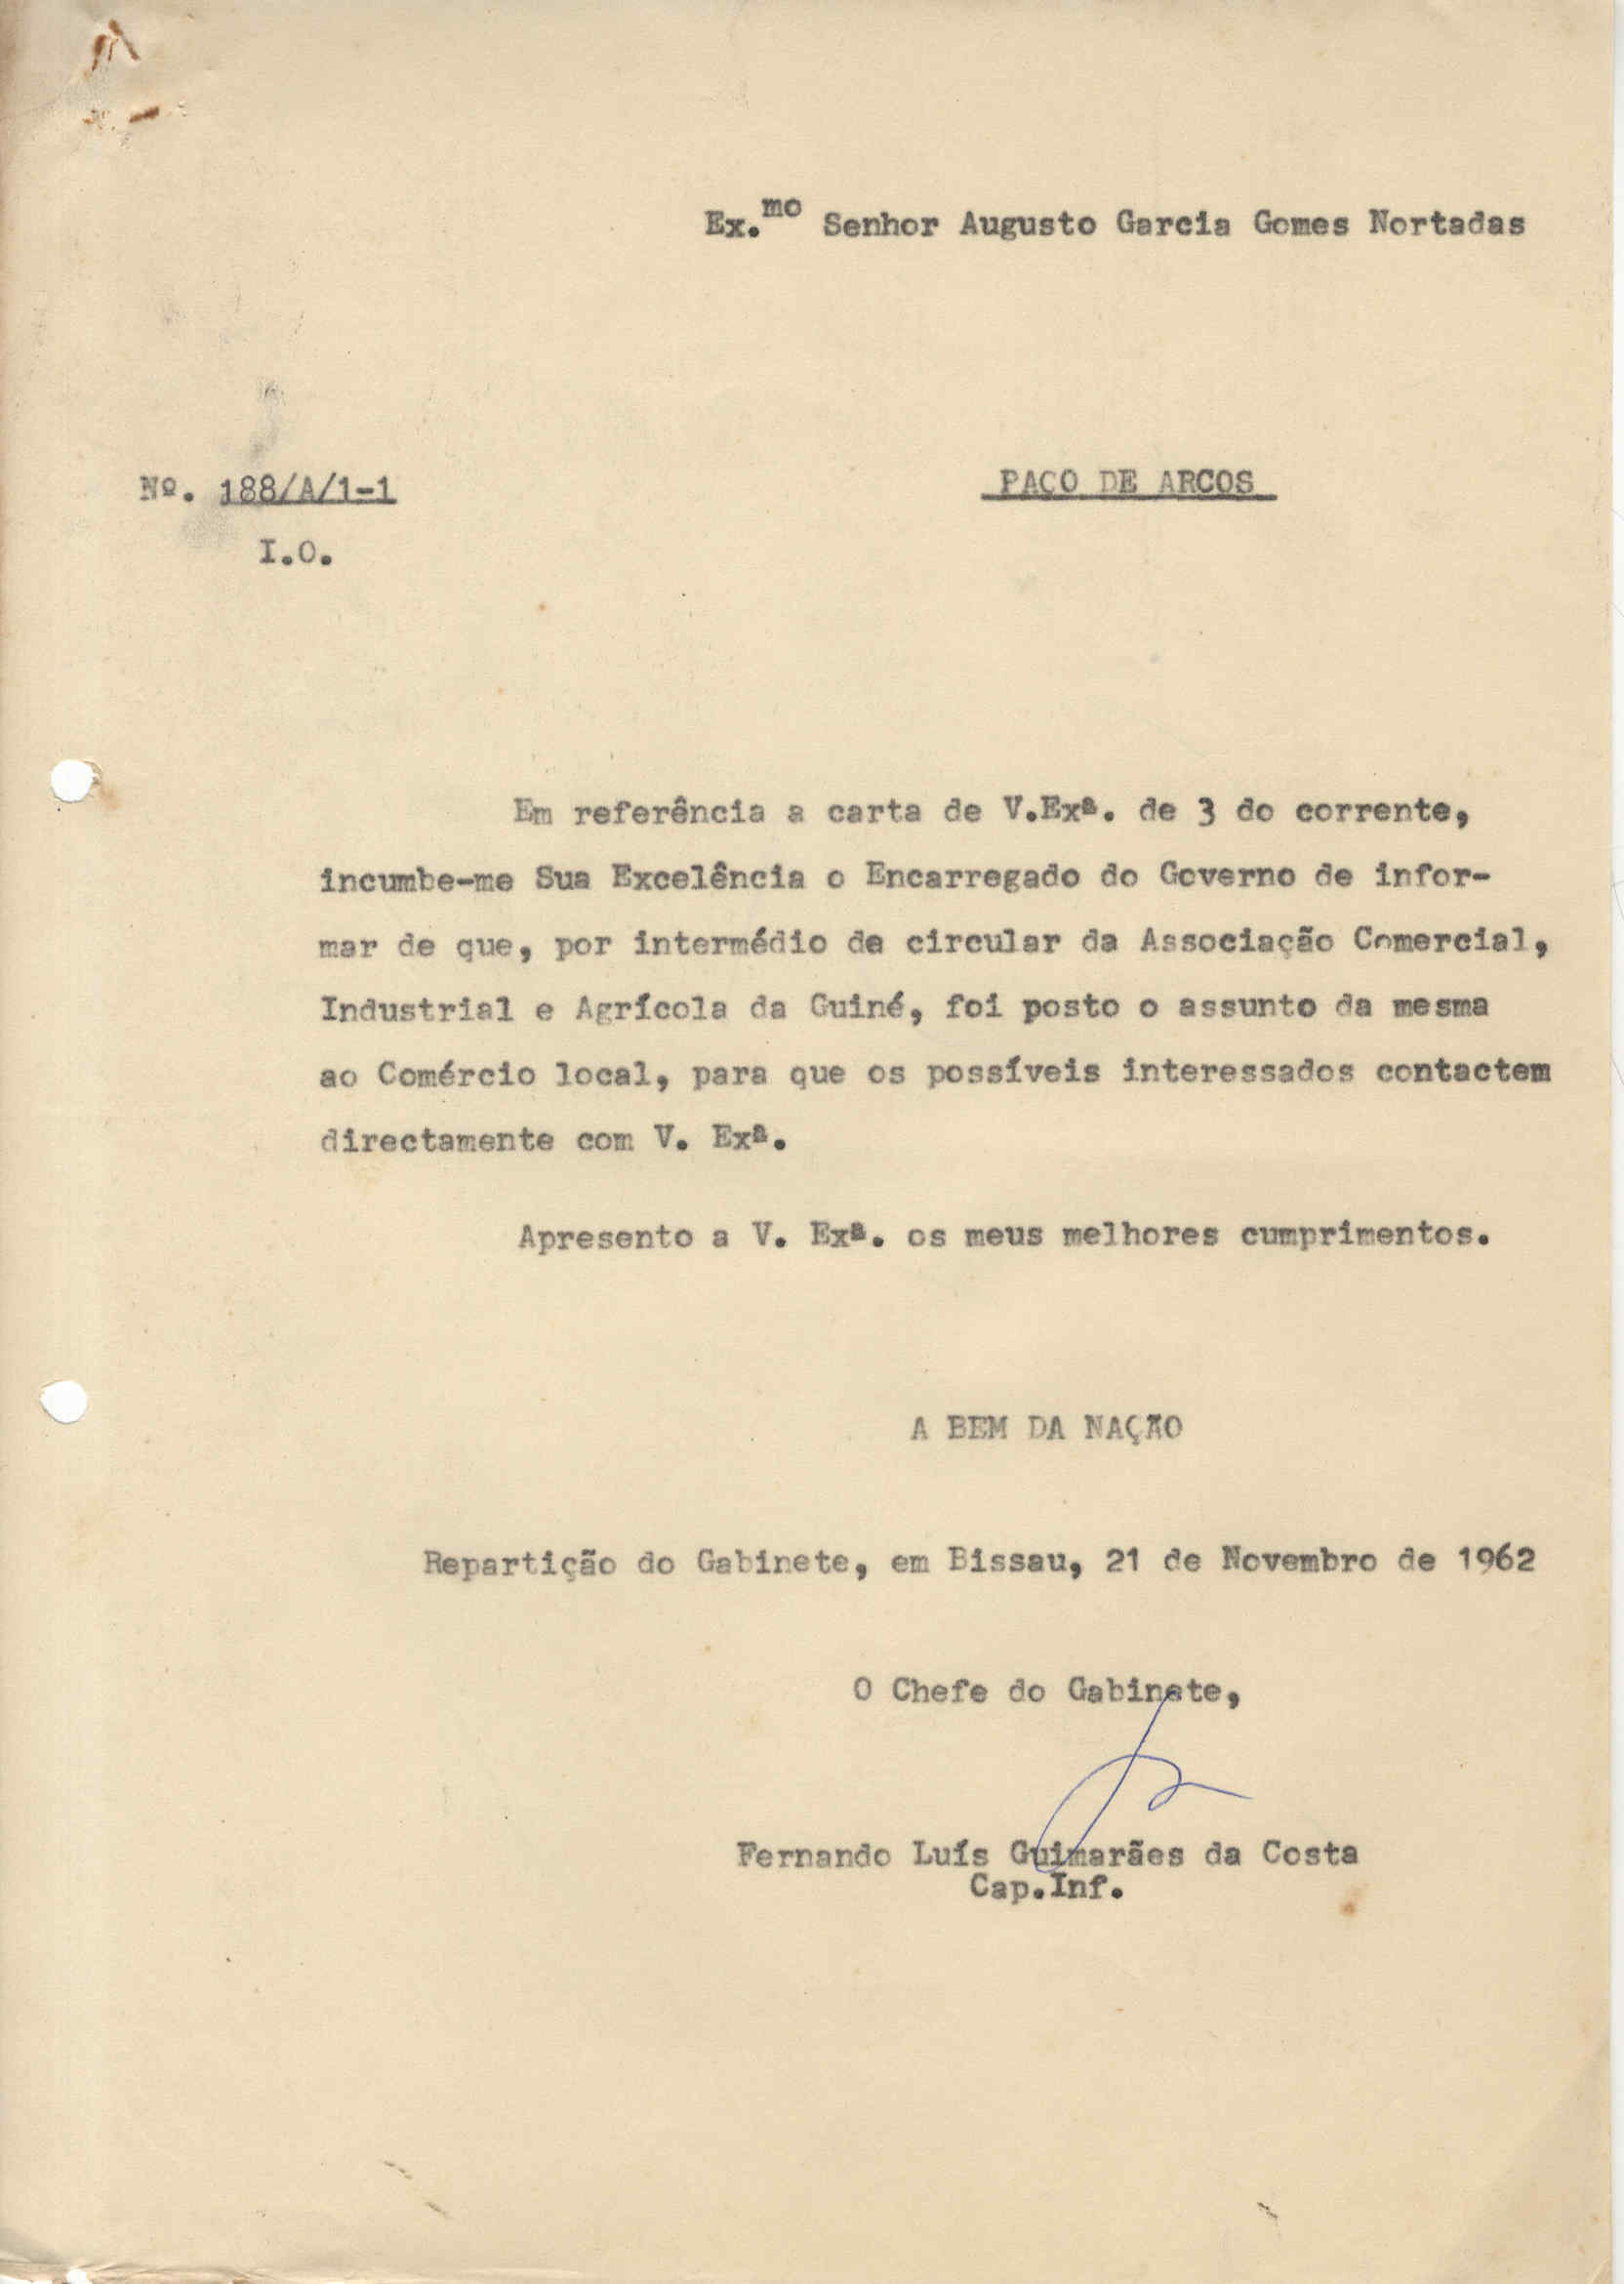 Ex.mo Senhor Augusto Garcia Gomes Nortadas
Nº. 188/A/1-1
PAÇO DE ARCOS
I.O.
Em referência a carta de V.Exª. de 3 do corrente,
incumbe-me Sua Excelência o Encarregado do Governo de infor-
mar de que, por intermédio de circular da Associação Comercial,
Industrial e Agrícola da Guiné, foi posto o assunto da mesma
ao Comércio local, para que os possíveis interessados contactem
directamente com V. Exª.
Apresento a V. Exª. os meus melhores cumprimentos.
A BEM DA NAÇÃO
Repartição do Gabinete, em Bissau, 21 de Novembro de 1962
O Chefe do Gabinete,
Fernando Luís Guimarães da Costa
Cap.Inf.